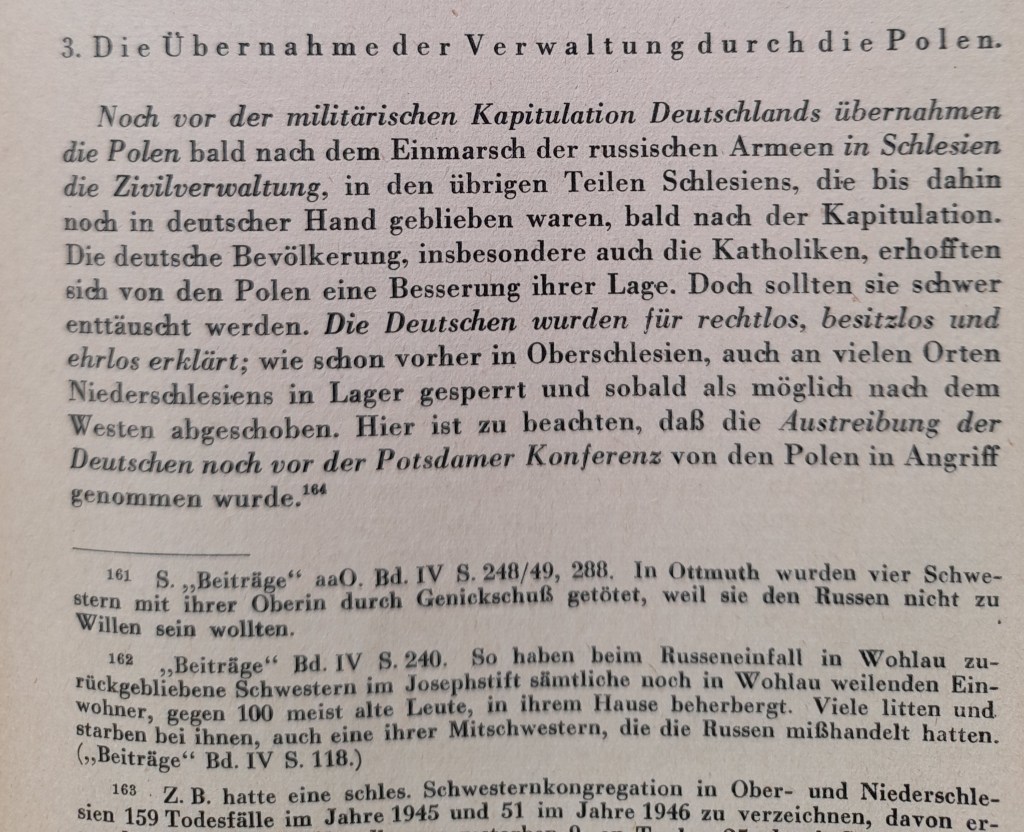 3. Die Übernahme der Verwaltung durch die Polen.
Noch vor der militärischen Kapitulation Deutschlands übernahmen
die Polen bald nach dem Einmarsch der russischen Armeen in Schlesien
die Zivilverwaltung, in den übrigen Teilen Schlesiens, die bis dahin
noch in deutscher Hand geblieben waren, bald nach der Kapitulation.
Die deutsche Bevölkerung, insbesondere auch die Katholiken, erhofften
sich von den Polen eine Besserung ihrer Lage. Doch sollten sie schwer
enttäuscht werden. Die Deutschen wurden für rechtlos, besitzlos und
ehrlos erklärt; wie schon vorher in Oberschlesien, auch an vielen Orten
Niederschlesiens in Lager gesperrt und sobald als möglich nach dem
Westen abgeschoben. Hier ist zu beachten, daß die Austreibung der
Deutschen noch vor der Potsdamer Konferenz von den Polen in Angriff
genommen wurde.¹⁶⁴
¹⁶¹ S. „Beiträge“ aaO. Bd. IV S. 248/49, 288. In Ottmuth wurden vier Schwe-
stern mit ihrer Oberin durch Genickschuß getötet, weil sie den Russen nicht zu
Willen sein wollten.
¹⁶² „Beiträge“ Bd. IV S. 240. So haben beim Russeneinfall in Wohlau zu-
rückgebliebene Schwestern im Josephstift sämtliche noch in Wohlau weilenden Ein-
wohner, gegen 100 meist alte Leute, in ihrem Hause beherbergt. Viele litten und
starben bei ihnen, auch eine ihrer Mitschwestern, die die Russen mißhandelt hatten.
(„Beiträge“ Bd. IV S. 118.)
¹⁶³ Z. B. hatte eine schles. Schwesternkongregation in Ober- und Niederschle-
sien 159 Todesfälle im Jahre 1945 und 51 im Jahre 1946 zu verzeichnen, davon er-